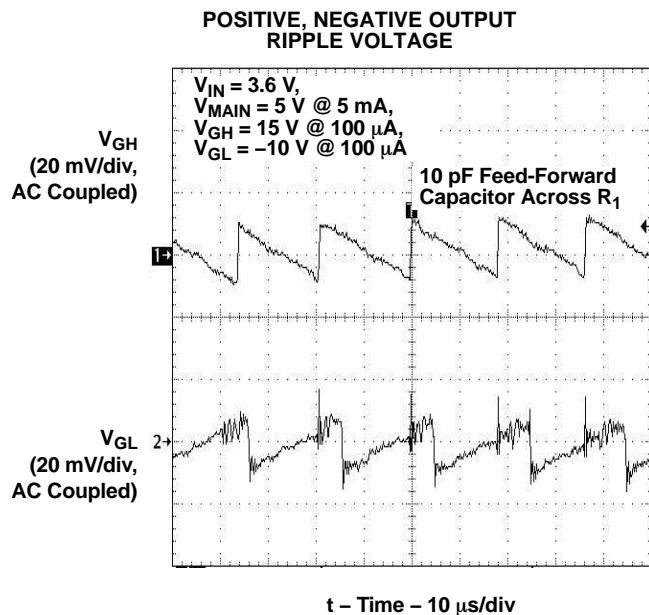 POSITIVE, NEGATIVE OUTPUT
RIPPLE VOLTAGE
V_IN = 3.6 V,
V_MAIN = 5 V @ 5 mA,
V_GH = 15 V @ 100 µA,
V_GL = –10 V @ 100 µA
V_GH
(20 mV/div,
AC Coupled)
10 pF Feed-Forward
Capacitor Across R_1
1
V_GL
(20 mV/div,
AC Coupled)
2
t – Time – 10 µs/div